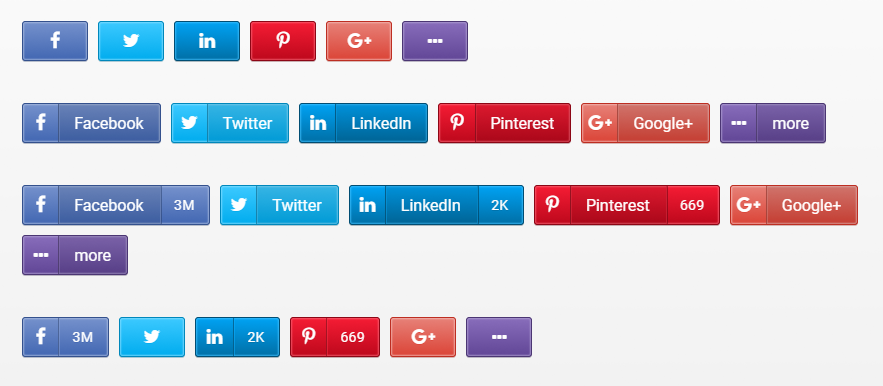 f in G+
f Facebook Twitter in LinkedIn Pinterest G+ Google+ more
f Facebook 3M Twitter in LinkedIn 2K Pinterest 669 G+ Google+
more
f 3M in 2K 669 G+